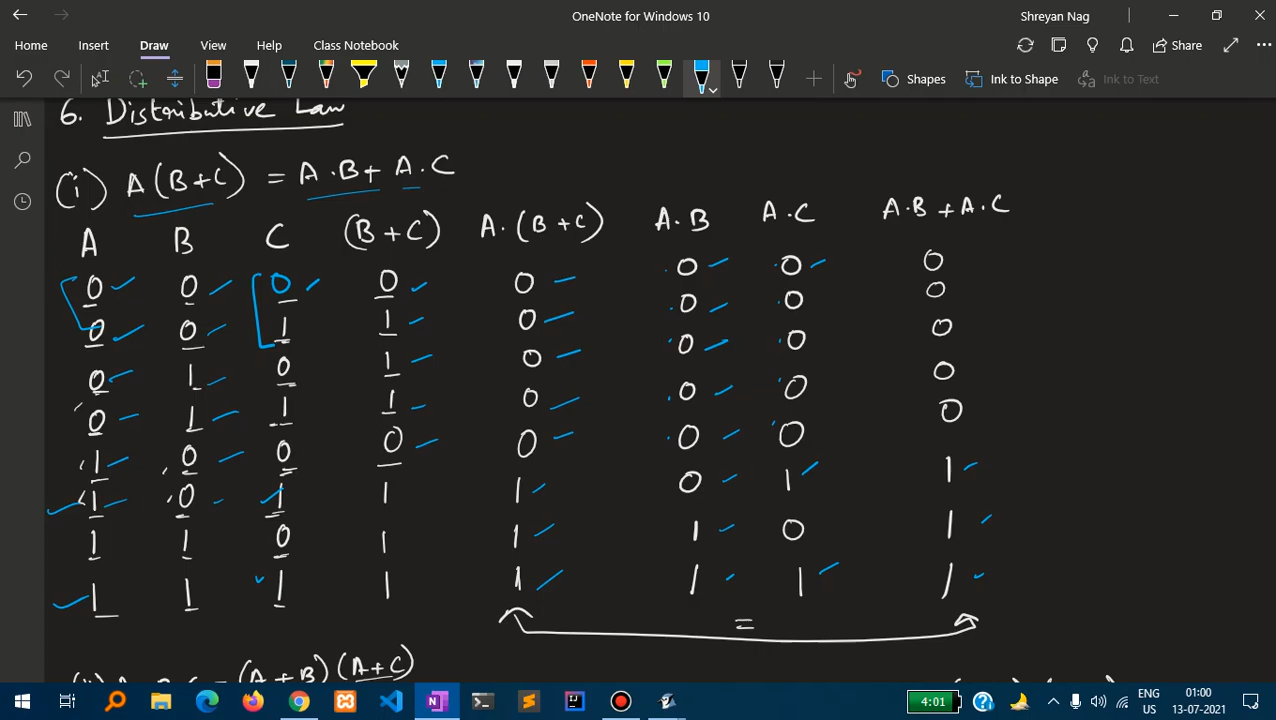 OneNote for Windows 10
Shreyan Nag
Home Insert Draw View Help Class Notebook
Share
Shapes Ink to Shape Ink to Text
6. Distributive Law
(i) A(B+C) = A·B+ A·C
A B C (B+C) A·(B+C) A·B A·C A·B+A·C
0 0 0 0 0 0 0 0
0 0 1 1 0 0 0 0
0 1 0 1 0 0 0 0
0 1 1 1 0 0 0 0
1 0 0 0 0 0 0 0
1 0 1 1 1 0 1 1
1 1 0 1 1 1 0 1
1 1 1 1 1 1 1 1
=
(A+B)(A+C)
4:01
ENG
US
01:00
13-07-2021